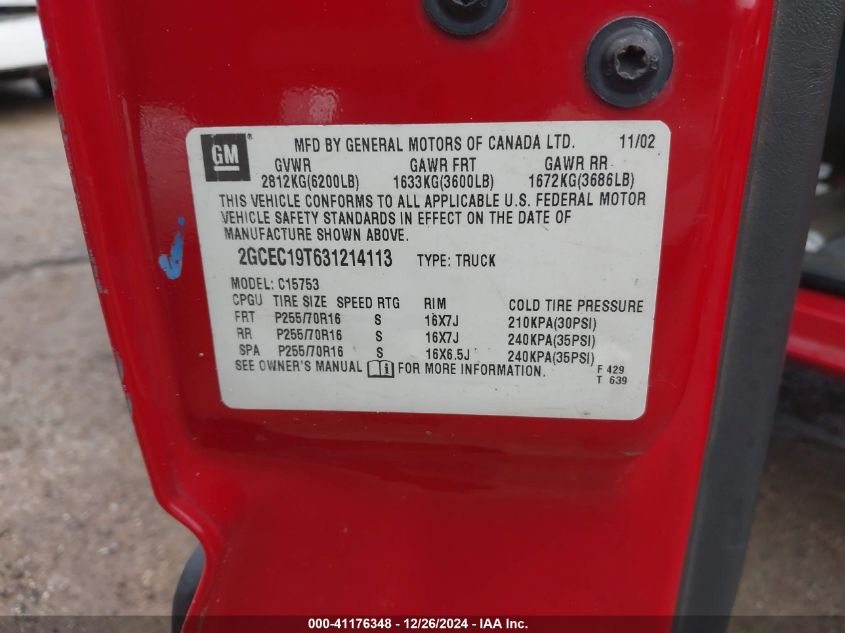 GM
MFD BY GENERAL MOTORS OF CANADA LTD. 11/02
GVWR GAWR FRT GAWR RR
2812KG(6200LB) 1633KG(3600LB) 1672KG(3686LB)
THIS VEHICLE CONFORMS TO ALL APPLICABLE U.S. FEDERAL MOTOR
VEHICLE SAFETY STANDARDS IN EFFECT ON THE DATE OF
MANUFACTURE SHOWN ABOVE.
2GCEC19T631214113 TYPE: TRUCK
MODEL: C15753
CPGU TIRE SIZE SPEED RTG RIM COLD TIRE PRESSURE
FRT P255/70R16 S 16X7J 210KPA(30PSI)
RR P255/70R16 S 16X7J 240KPA(35PSI)
SPA P255/70R16 S 16X6.5J 240KPA(35PSI)
SEE OWNER'S MANUAL FOR MORE INFORMATION. F 429
T 639
000-41176348 - 12/26/2024 - IAA Inc.